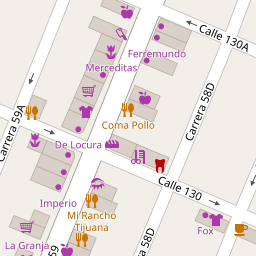 Calle 130A
Ferremundo
Merceditas
Carrera 59A
Carrera 58D
Coma Pollo
De Locura
Calle 130
Imperio
Mi Rancho
Tijuana
Fox
La Granja
59
Carrera 58D